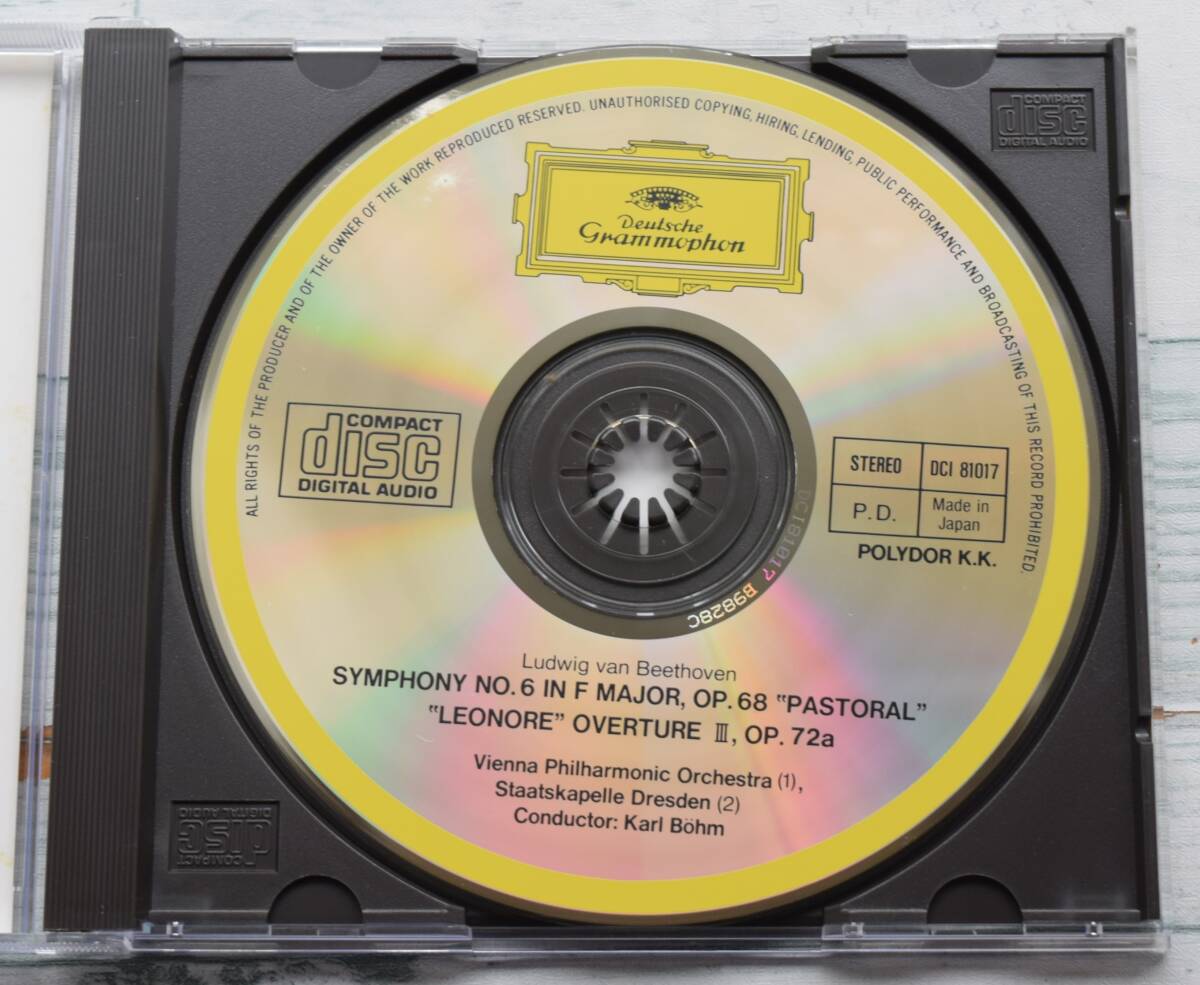 ALL RIGHTS OF THE PRODUCER AND OF THE OWNER OF THE WORK REPRODUCED RESERVED. UNAUTHORISED COPYING, HIRING, LENDING, PUBLIC PERFORMANCE AND BROADCASTING OF THIS RECORD PROHIBITED.
Deutsche
Grammophon
COMPACT
disc
DIGITAL AUDIO
COMPACT
disc
DIGITAL AUDIO
STEREO
DCI 81017
P.D.
Made in
Japan
POLYDOR K.K.
DCI81017 B9828C
Ludwig van Beethoven
SYMPHONY NO. 6 IN F MAJOR, OP. 68 "PASTORAL"
"LEONORE" OVERTURE Ⅲ, OP. 72a
Vienna Philharmonic Orchestra (1),
Staatskapelle Dresden (2)
Conductor: Karl Böhm
COMPACT
disc
DIGITAL AUDIO